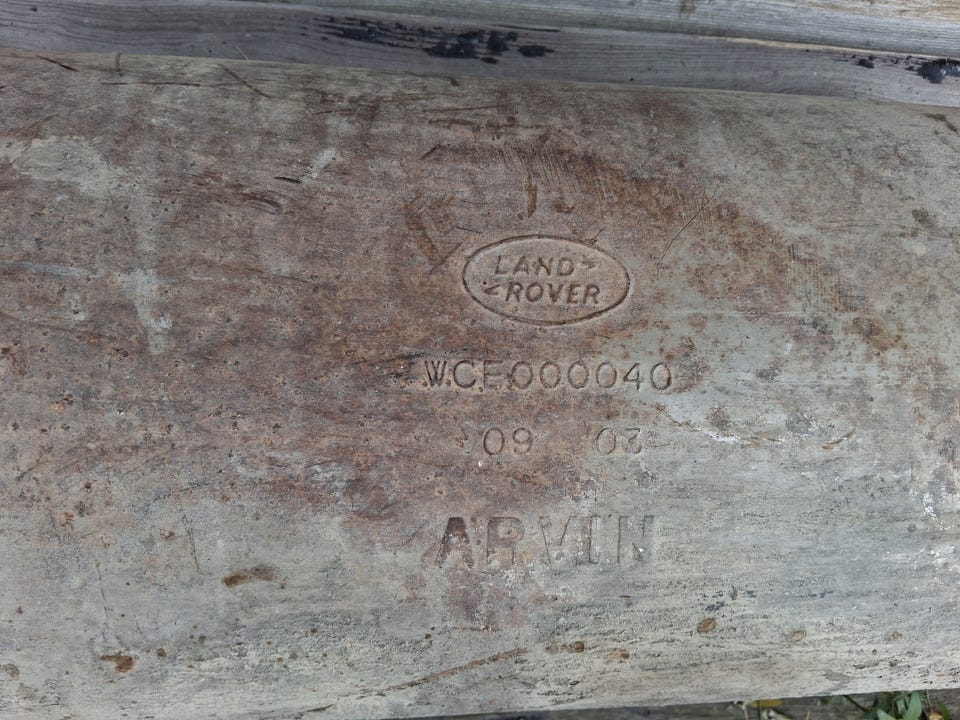 LAND
ROVER
WCE000040
09 03
ARVIN